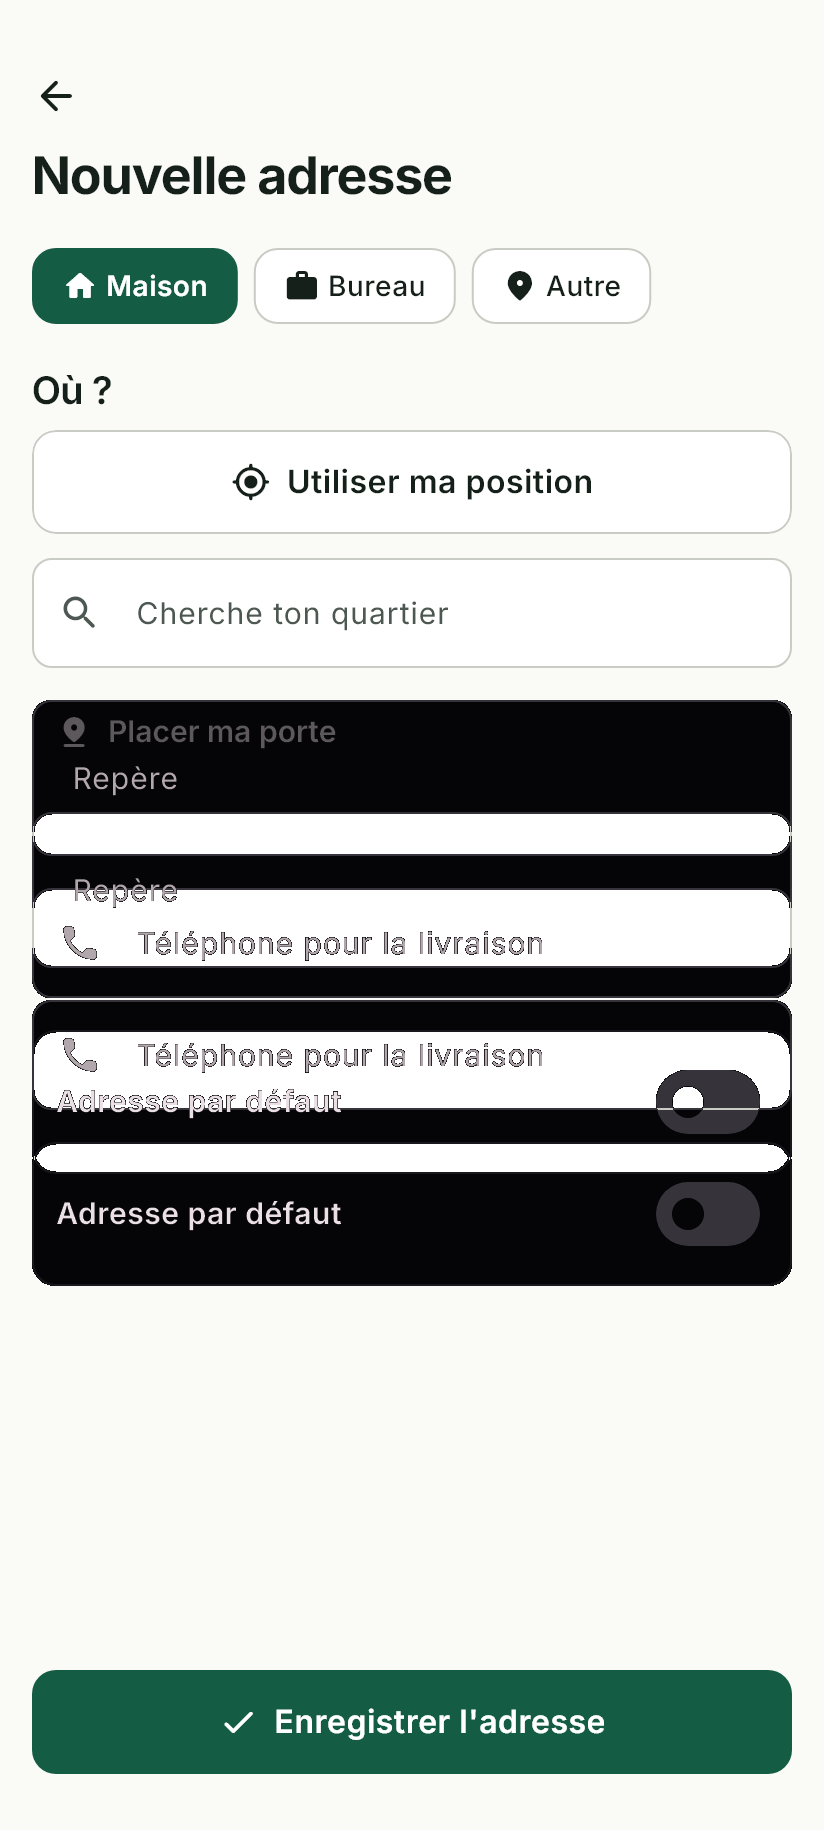 Nouvelle adresse
Maison
Bureau
Autre
Où ?
Utiliser ma position
Cherche ton quartier
Placer ma porte
Repère
Repère
Téléphone pour la livraison
Téléphone pour la livraison
Adresse par défaut
Adresse par défaut
Enregistrer l'adresse